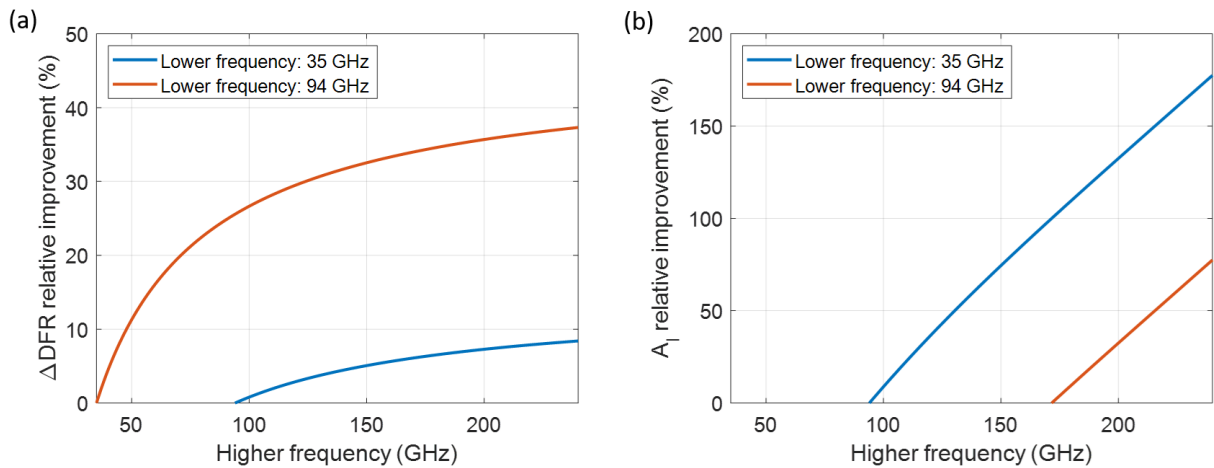 (a)
ΔDFR relative improvement (%)
50
40
30
20
10
0
Lower frequency: 35 GHz
Lower frequency: 94 GHz
50
100
150
200
Higher frequency (GHz)
(b)
A_l relative improvement (%)
200
150
100
50
0
Lower frequency: 35 GHz
Lower frequency: 94 GHz
50
100
150
200
Higher frequency (GHz)